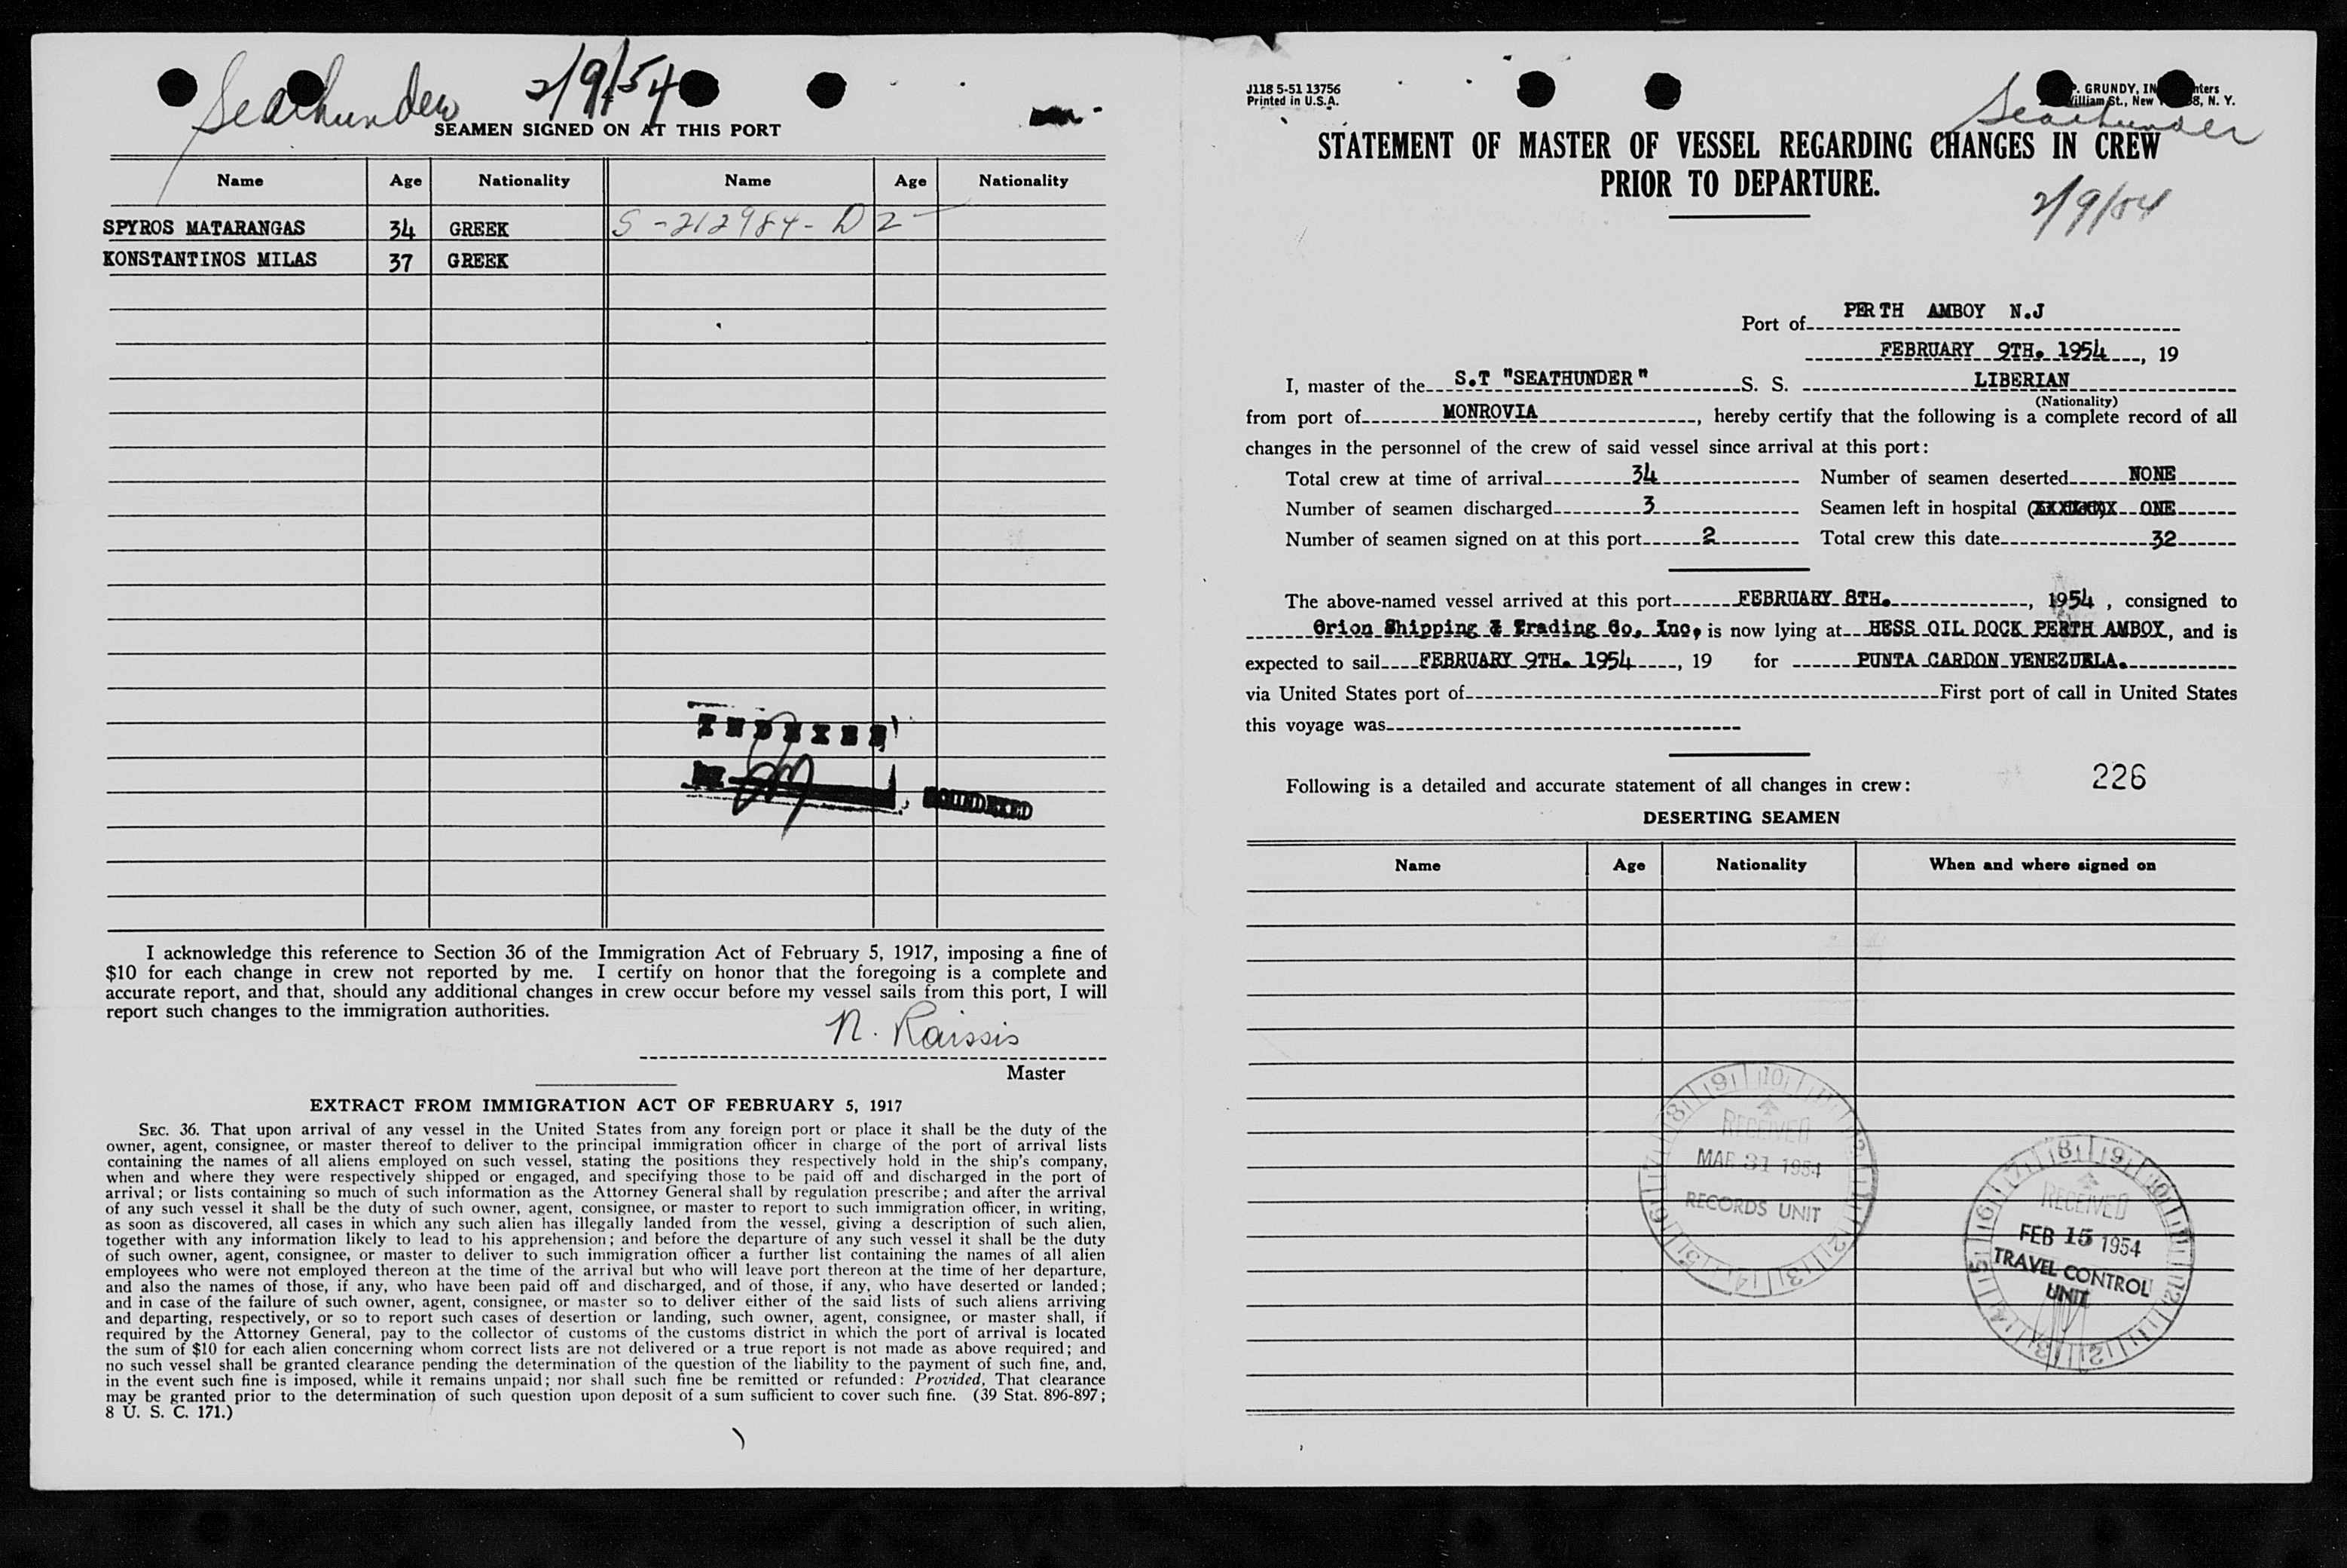 Seathunder 2/9/54
SEAMEN SIGNED ON AT THIS PORT
Name Age Nationality Name Age Nationality
SPYROS MATARANGAS 34 GREEK S-212984-D2
KONSTANTINOS MILAS 37 GREEK
INDEXED
I acknowledge this reference to Section 36 of the Immigration Act of February 5, 1917, imposing a fine of
$10 for each change in crew not reported by me. I certify on honor that the foregoing is a complete and
accurate report, and that, should any additional changes in crew occur before my vessel sails from this port, I will
report such changes to the immigration authorities.
N. Raissis
Master
EXTRACT FROM IMMIGRATION ACT OF FEBRUARY 5, 1917
SEC. 36. That upon arrival of any vessel in the United States from any foreign port or place it shall be the duty of the
owner, agent, consignee, or master thereof to deliver to the principal immigration officer in charge of the port of arrival lists
containing the names of all aliens employed on such vessel, stating the positions they respectively hold in the ship's company,
when and where they were respectively shipped or engaged, and specifying those to be paid off and discharged in the port of
arrival; or lists containing so much of such information as the Attorney General shall by regulation prescribe; and after the arrival
of any such vessel it shall be the duty of such owner, agent, consignee, or master to report to such immigration officer, in writing,
as soon as discovered, all cases in which any such alien has illegally landed from the vessel, giving a description of such alien,
together with any information likely to lead to his apprehension; and before the departure of any such vessel it shall be the duty
of such owner, agent, consignee, or master to deliver to such immigration officer a further list containing the names of all alien
employees who were not employed thereon at the time of the arrival but who will leave port thereon at the time of her departure,
and also the names of those, if any, who have been paid off and discharged, and of those, if any, who have deserted or landed;
and in case of the failure of such owner, agent, consignee, or master so to deliver either of the said lists of such aliens arriving
and departing, respectively, or so to report such cases of desertion or landing, such owner, agent, consignee, or master shall, if
required by the Attorney General, pay to the collector of customs of the customs district in which the port of arrival is located
the sum of $10 for each alien concerning whom correct lists are not delivered or a true report is not made as above required; and
no such vessel shall be granted clearance pending the determination of the question of the liability to the payment of such fine, and,
in the event such fine is imposed, while it remains unpaid; nor shall such fine be remitted or refunded: Provided, That clearance
may be granted prior to the determination of such question upon deposit of a sum sufficient to cover such fine. (39 Stat. 896-897;
8 U. S. C. 171.)
J118 5-51 13756
Printed in U.S.A.
GRUNDY, IN
William St., New N. Y.
Seathunder
STATEMENT OF MASTER OF VESSEL REGARDING CHANGES IN CREW
PRIOR TO DEPARTURE.
2/9/54
Port of PERTH AMBOY N.J
FEBRUARY 9TH. 1954, 19
I, master of the S.T "SEATHUNDER" S. S. LIBERIAN
(Nationality)
from port of MONROVIA, hereby certify that the following is a complete record of all
changes in the personnel of the crew of said vessel since arrival at this port:
Total crew at time of arrival 34 Number of seamen deserted NONE
Number of seamen discharged 3 Seamen left in hospital ONE
Number of seamen signed on at this port 2 Total crew this date 32
The above-named vessel arrived at this port FEBRUARY 8TH., 1954, consigned to
Orion Shipping & Trading Co. Inc, is now lying at HESS OIL DOCK PERTH AMBOY, and is
expected to sail FEBRUARY 9TH. 1954, 19 for PUNTA CARDON VENEZUELA.
via United States port of First port of call in United States
this voyage was
Following is a detailed and accurate statement of all changes in crew: 226
DESERTING SEAMEN
Name Age Nationality When and where signed on
RECEIVED
MAR 31 1954
RECORDS UNIT
RECEIVED
FEB 15 1954
TRAVEL CONTROL
UNIT